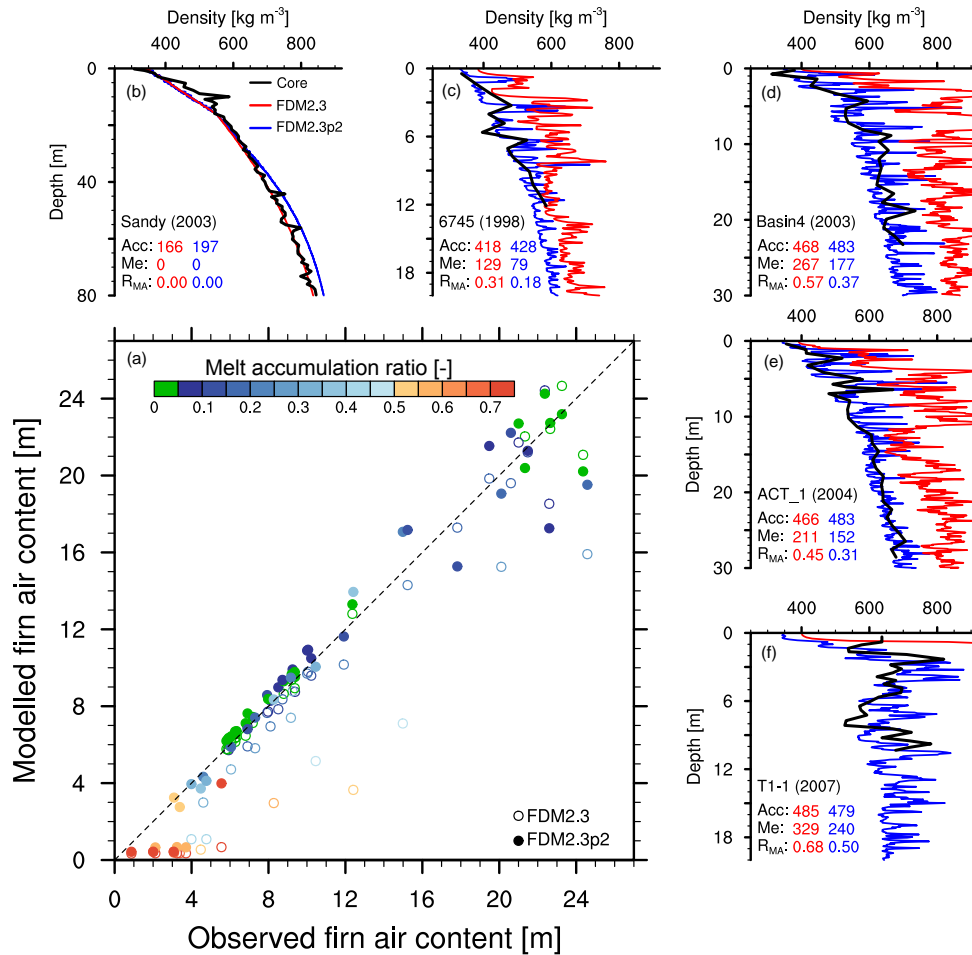 Density [kg m⁻³]
400 600 800
0
40
80
Depth [m]
(b)
Core
FDM2.3
FDM2.3p2
Sandy (2003)
Acc: 166 197
Me: 0 0
R_MA: 0.00 0.00
Density [kg m⁻³]
400 600 800
0
6
12
18
(c)
6745 (1998)
Acc: 418 428
Me: 129 79
R_MA: 0.31 0.18
Density [kg m⁻³]
400 600 800
0
10
20
30
(d)
Basin4 (2003)
Acc: 468 483
Me: 267 177
R_MA: 0.57 0.37
(a)
Melt accumulation ratio [-]
0 0.1 0.2 0.3 0.4 0.5 0.6 0.7
Modelled firn air content [m]
24
20
16
12
8
4
0
FDM2.3
FDM2.3p2
0 4 8 12 16 20 24
Observed firn air content [m]
400 600 800
0
10
20
30
Depth [m]
(e)
ACT_1 (2004)
Acc: 466 483
Me: 211 152
R_MA: 0.45 0.31
400 600 800
0
6
12
18
Depth [m]
(f)
T1-1 (2007)
Acc: 485 479
Me: 329 240
R_MA: 0.68 0.50